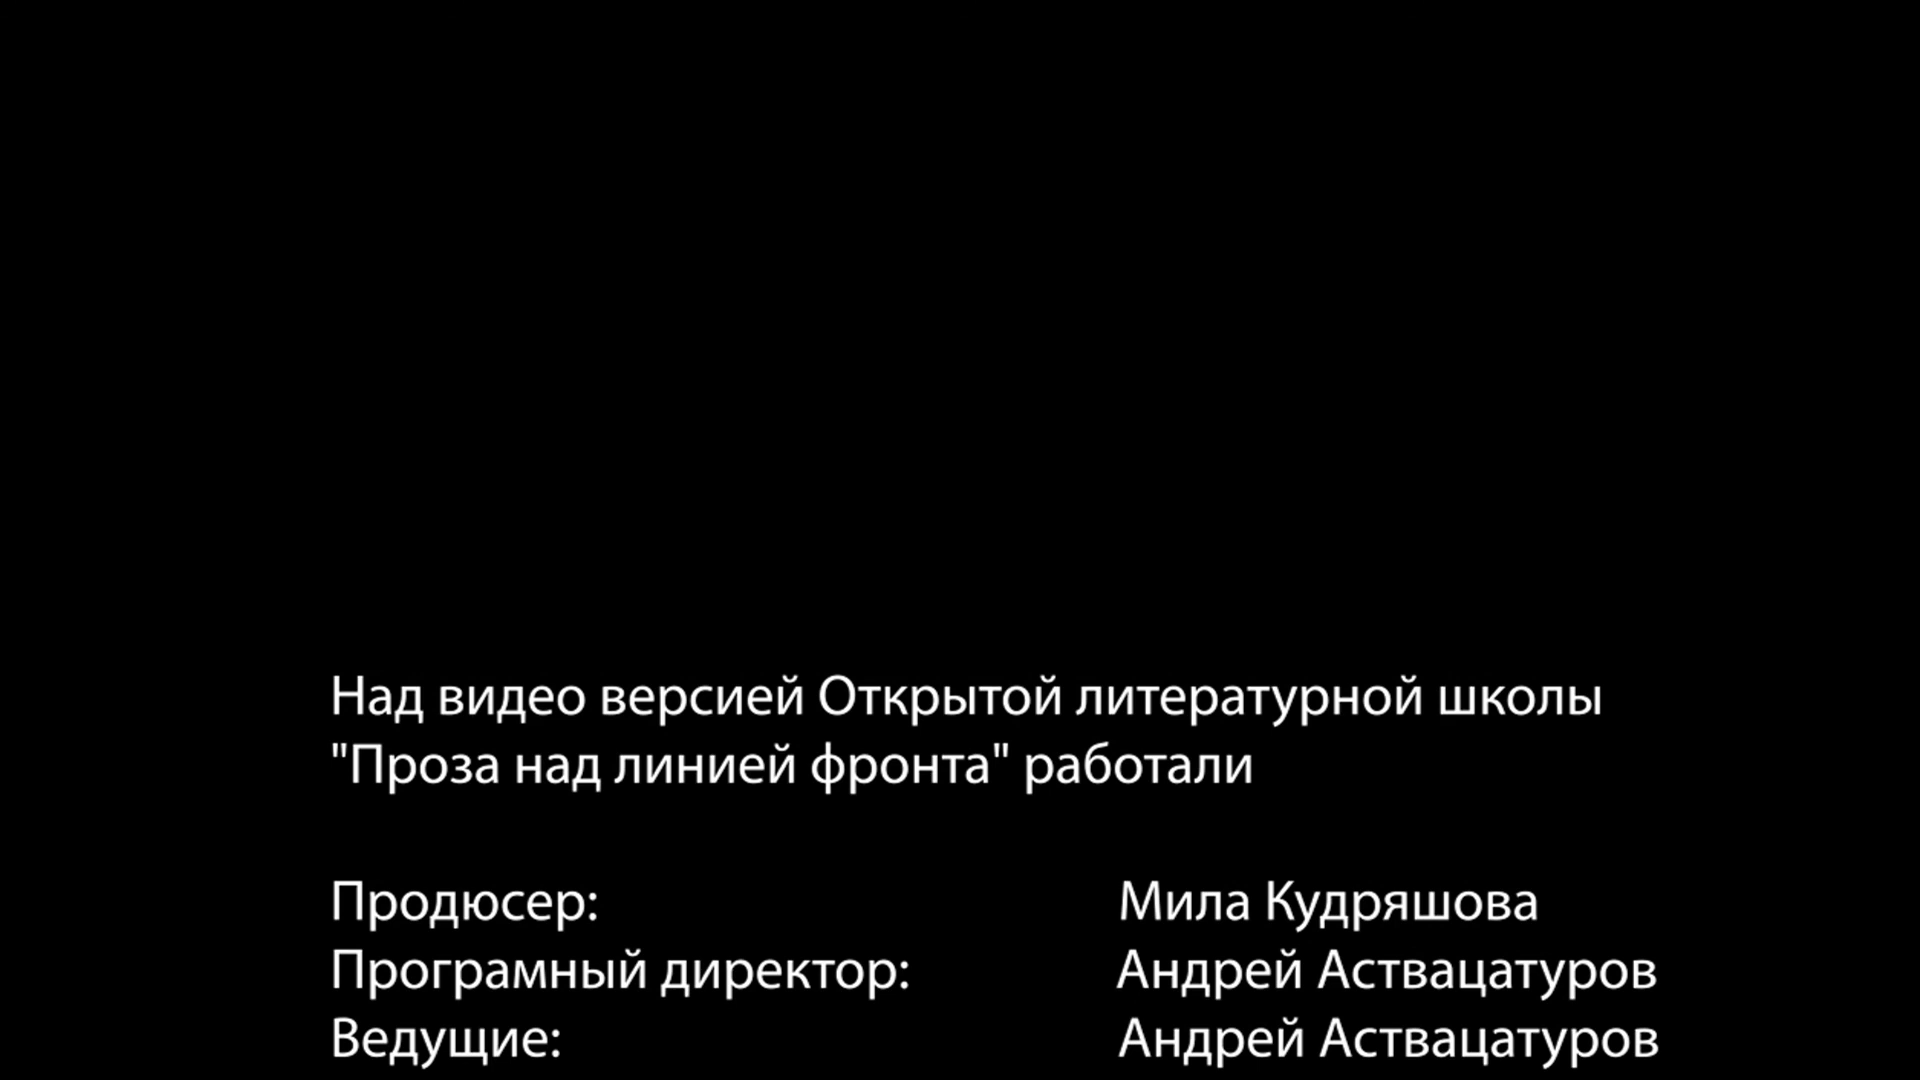 Над видео версией Открытой литературной школы
"Проза над линией фронта" работали
Продюсер: Мила Кудряшова
Програмный директор: Андрей Аствацатуров
Ведущие: Андрей Аствацатуров